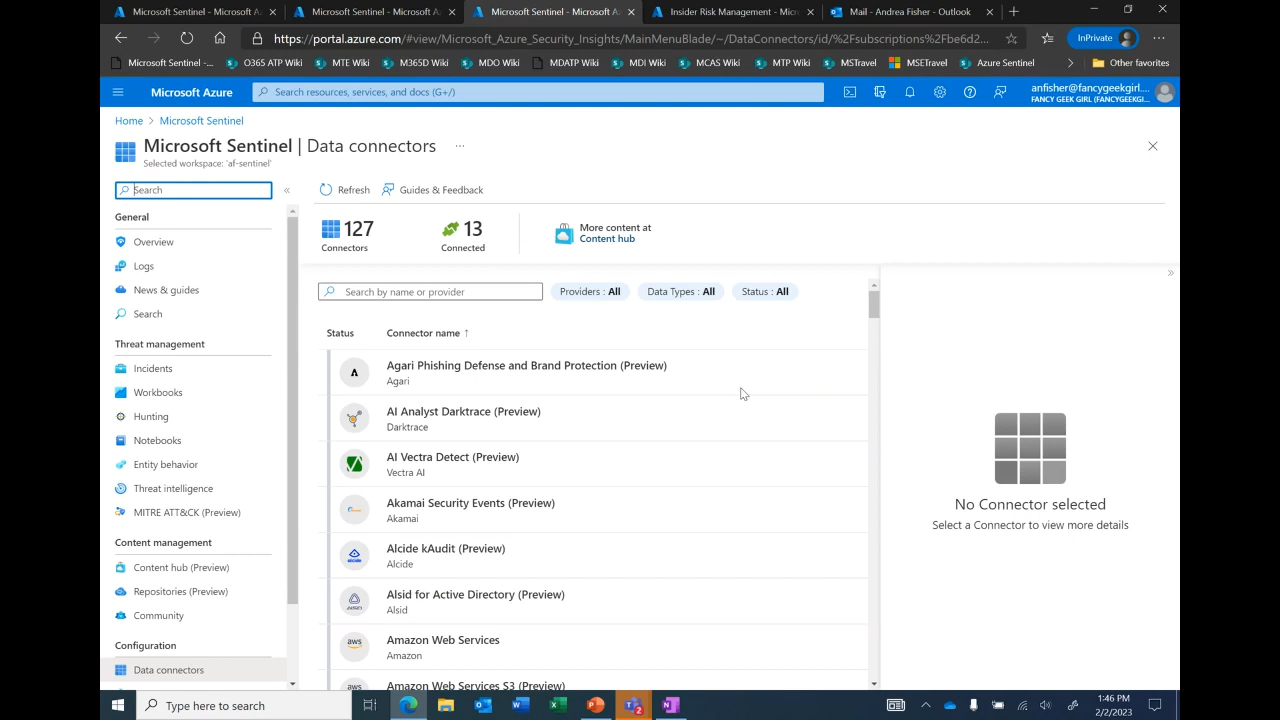 Microsoft Sentinel - Microsoft A
Microsoft Sentinel - Microsoft A
Microsoft Sentinel - Microsoft A
Insider Risk Management - Micro
Mail - Andrea Fisher - Outlook
https://portal.azure.com/#view/Microsoft_Azure_Security_Insights/MainMenuBlade/~/DataConnectors/id/%2Fsubscriptions%2Fbe6d2...
InPrivate
Microsoft Sentinel -...
O365 ATP Wiki
MTE Wiki
M365D Wiki
MDO Wiki
MDATP Wiki
MDI Wiki
MCAS Wiki
MTP Wiki
MSTravel
MSETravel
Azure Sentinel
Other favorites
Microsoft Azure
Search resources, services, and docs (G+/)
anfisher@fancygeekgirl....
FANCY GEEK GIRL (FANCYGEEKGI...
Home > Microsoft Sentinel
Microsoft Sentinel | Data connectors ...
Selected workspace: 'af-sentinel'
Search
«
Refresh
Guides & Feedback
General
Overview
Logs
News & guides
Search
Threat management
Incidents
Workbooks
Hunting
Notebooks
Entity behavior
Threat intelligence
MITRE ATT&CK (Preview)
Content management
Content hub (Preview)
Repositories (Preview)
Community
Configuration
Data connectors
127
Connectors
13
Connected
More content at
Content hub
Search by name or provider
Providers : All
Data Types : All
Status : All
Status
Connector name ↑
Agari Phishing Defense and Brand Protection (Preview)
Agari
AI Analyst Darktrace (Preview)
Darktrace
AI Vectra Detect (Preview)
Vectra AI
Akamai Security Events (Preview)
Akamai
Alcide kAudit (Preview)
Alcide
Alsid for Active Directory (Preview)
Alsid
aws
Amazon Web Services
Amazon
aws
Amazon Web Services S3 (Preview)
»
No Connector selected
Select a Connector to view more details
Type here to search
1:46 PM
2/2/2023